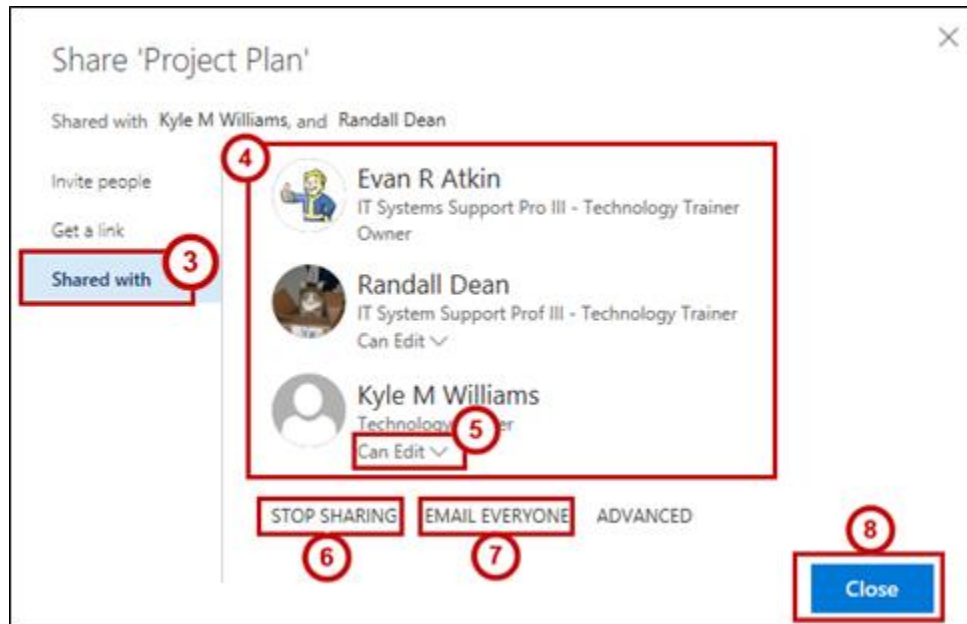 Share 'Project Plan'
Shared with Kyle M Williams, and Randall Dean
Invite people
Get a link
3
Shared with
4
Evan R Atkin
IT Systems Support Pro III - Technology Trainer
Owner
Randall Dean
IT System Support Prof III - Technology Trainer
Can Edit
Kyle M Williams
Technology
5
Can Edit
STOP SHARING EMAIL EVERYONE ADVANCED
6
7
8
Close